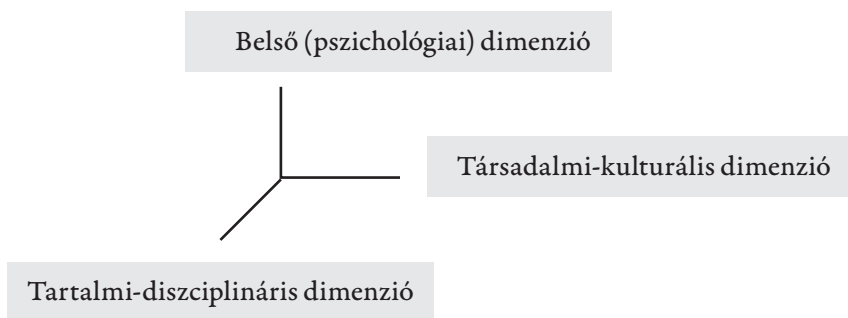 Belső (pszichológiai) dimenzió
Társadalmi-kulturális dimenzió
Tartalmi-diszciplináris dimenzió